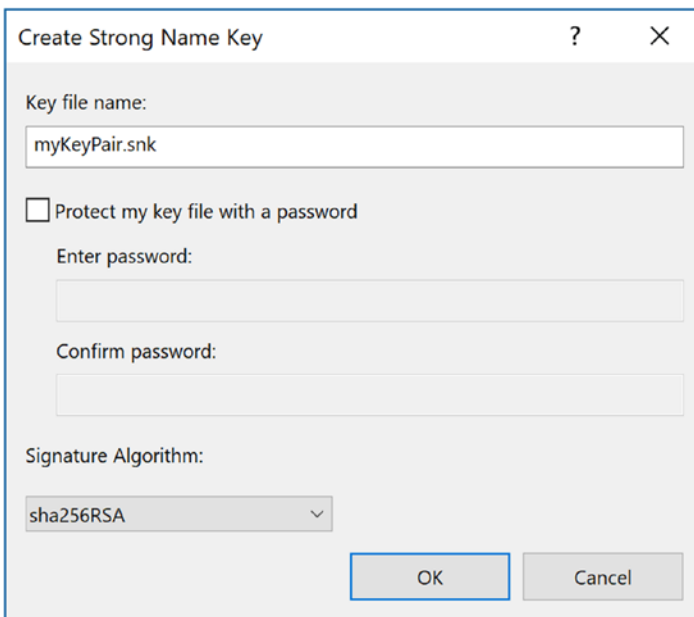 Create Strong Name Key
?
Key file name:
myKeyPair.snk
Protect my key file with a password
Enter password:
Confirm password:
Signature Algorithm:
sha256RSA
OK
Cancel